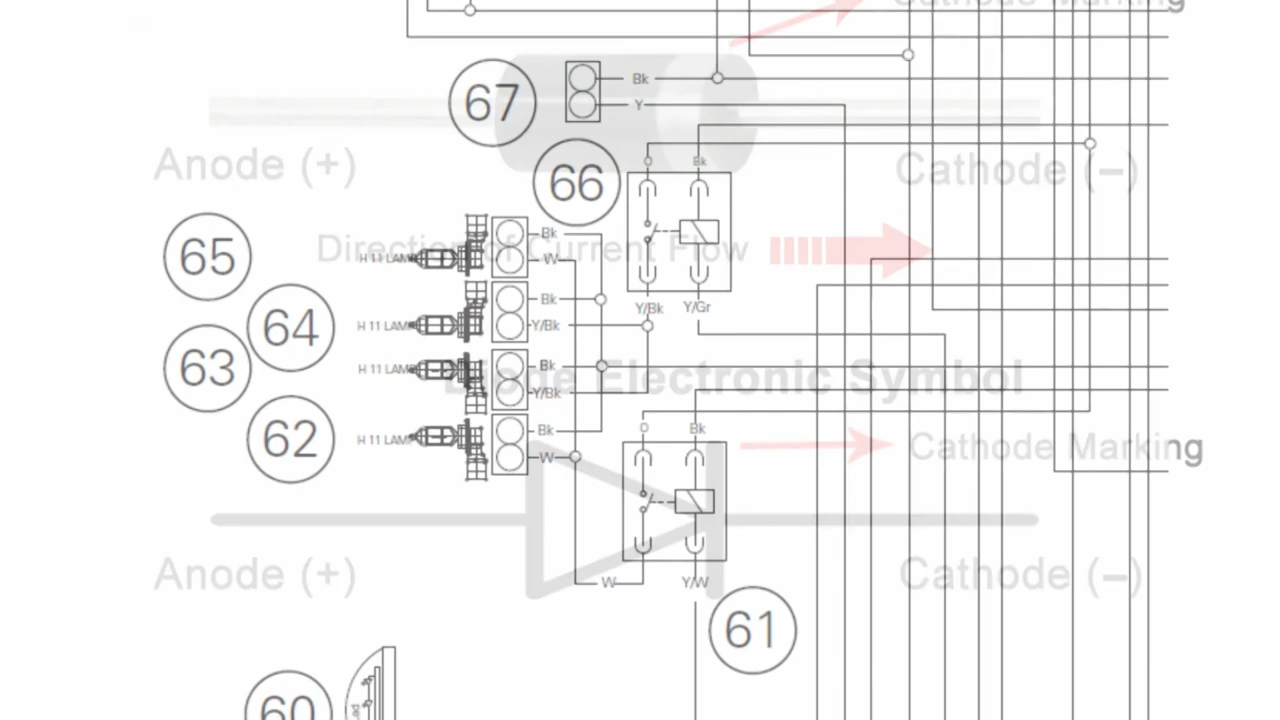 Cathode Marking
67
Bk
Y
Anode (+)
66
O
Bk
Cathode (−)
65
Direction of Current Flow
H 11 LAMP
Bk
W
64
H 11 LAMP
Bk
Y/Bk
Y/Bk
Y/Gr
63
H 11 LAMP
Bk
Y/Bk
Diode Electronic Symbol
62
H 11 LAMP
Bk
W
O
Bk
Cathode Marking
Anode (+)
W
Y/W
Cathode (−)
61
60